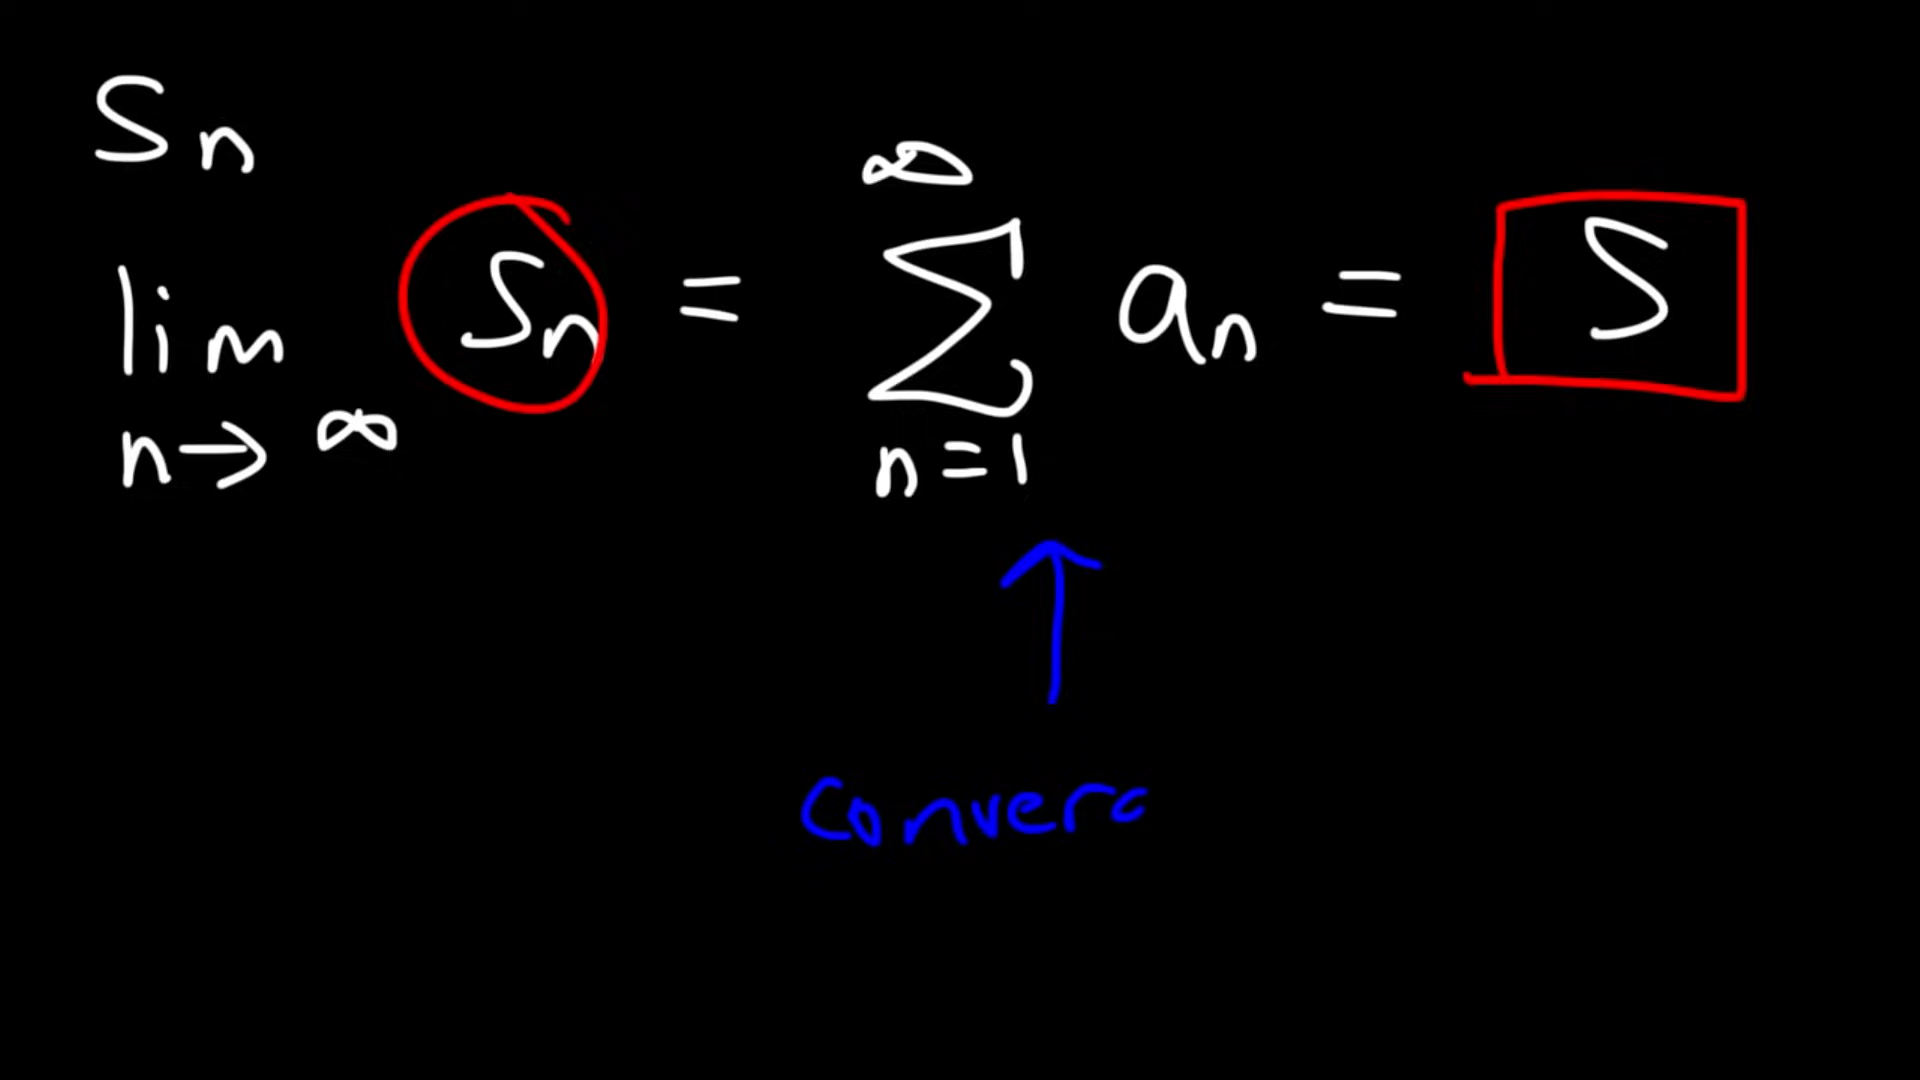 Sn
lim n→∞ Sn = ∞ Σ n=1 an = S
Converg